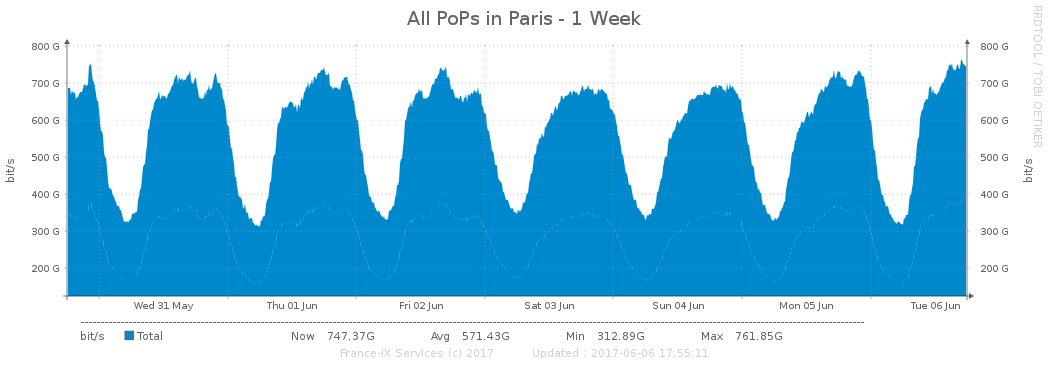 All PoPs in Paris - 1 Week
RRDTOOL / TOBI OETIKER
800 G 800 G
700 G 700 G
600 G 600 G
500 G 500 G
400 G 400 G
300 G 300 G
200 G 200 G
bit/s bit/s
Wed 31 May Thu 01 Jun Fri 02 Jun Sat 03 Jun Sun 04 Jun Mon 05 Jun Tue 06 Jun
bit/s Total Now 747.37G Avg 571.43G Min 312.89G Max 761.85G
France-IX Services (c) 2017 Updated : 2017-06-06 17:55:11